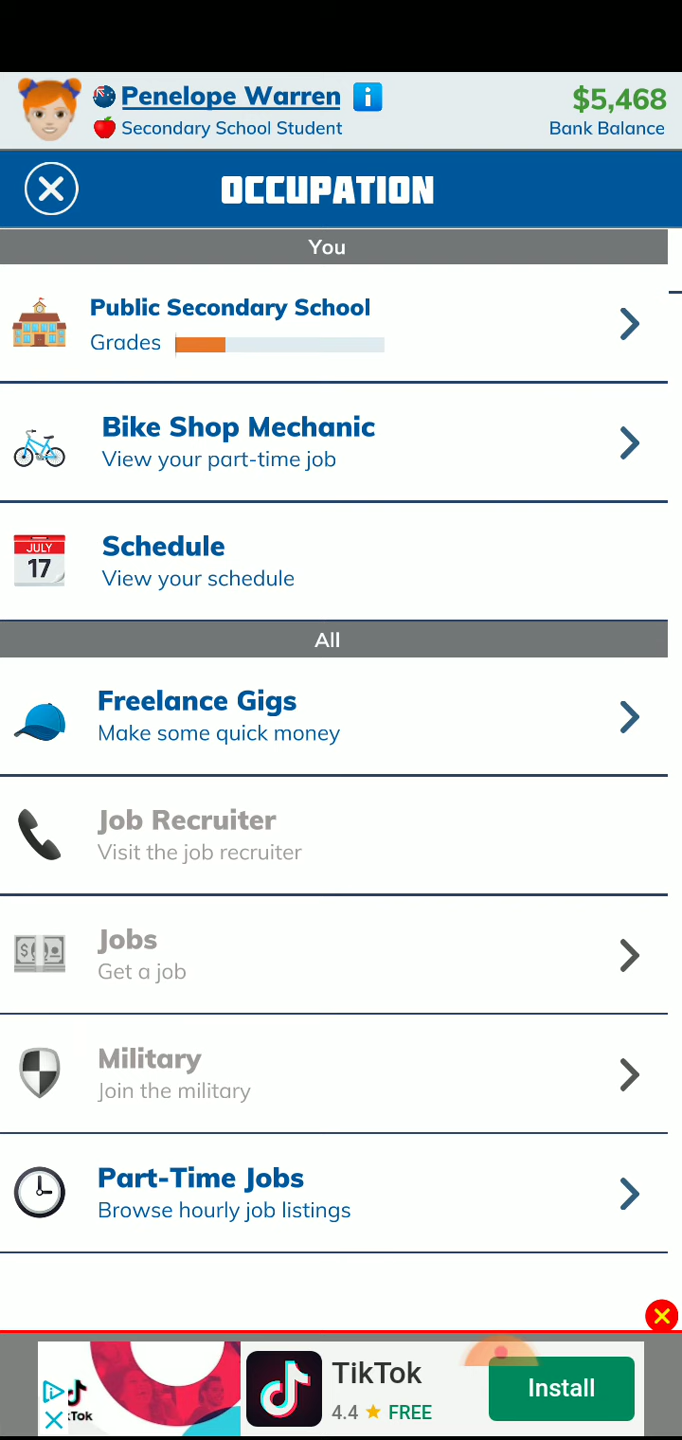 Penelope Warren
$5,468
Secondary School Student
Bank Balance
OCCUPATION
You
Public Secondary School
Grades
Bike Shop Mechanic
View your part-time job
JULY
17
Schedule
View your schedule
All
Freelance Gigs
Make some quick money
Job Recruiter
Visit the job recruiter
Jobs
Get a job
Military
Join the military
Part-Time Jobs
Browse hourly job listings
TikTok
Install
4.4 ★ FREE
kTok